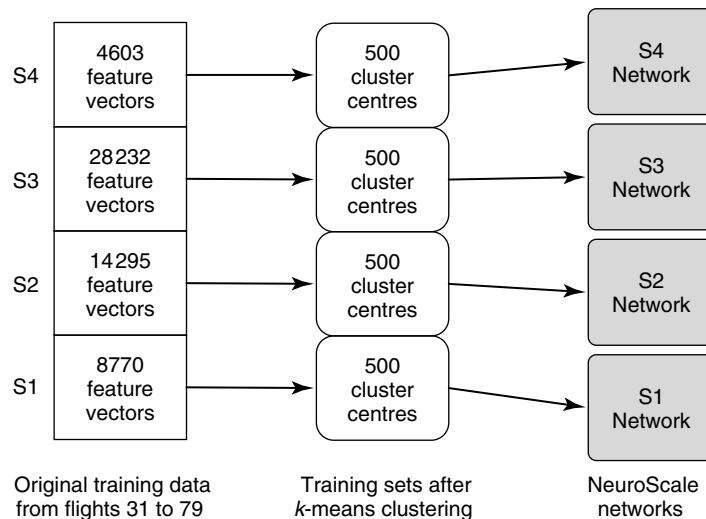 S4
4603
feature
vectors
500
cluster
centres
S4
Network
S3
28232
feature
vectors
500
cluster
centres
S3
Network
S2
14295
feature
vectors
500
cluster
centres
S2
Network
S1
8770
feature
vectors
500
cluster
centres
S1
Network
Original training data
from flights 31 to 79
Training sets after
k-means clustering
NeuroScale
networks